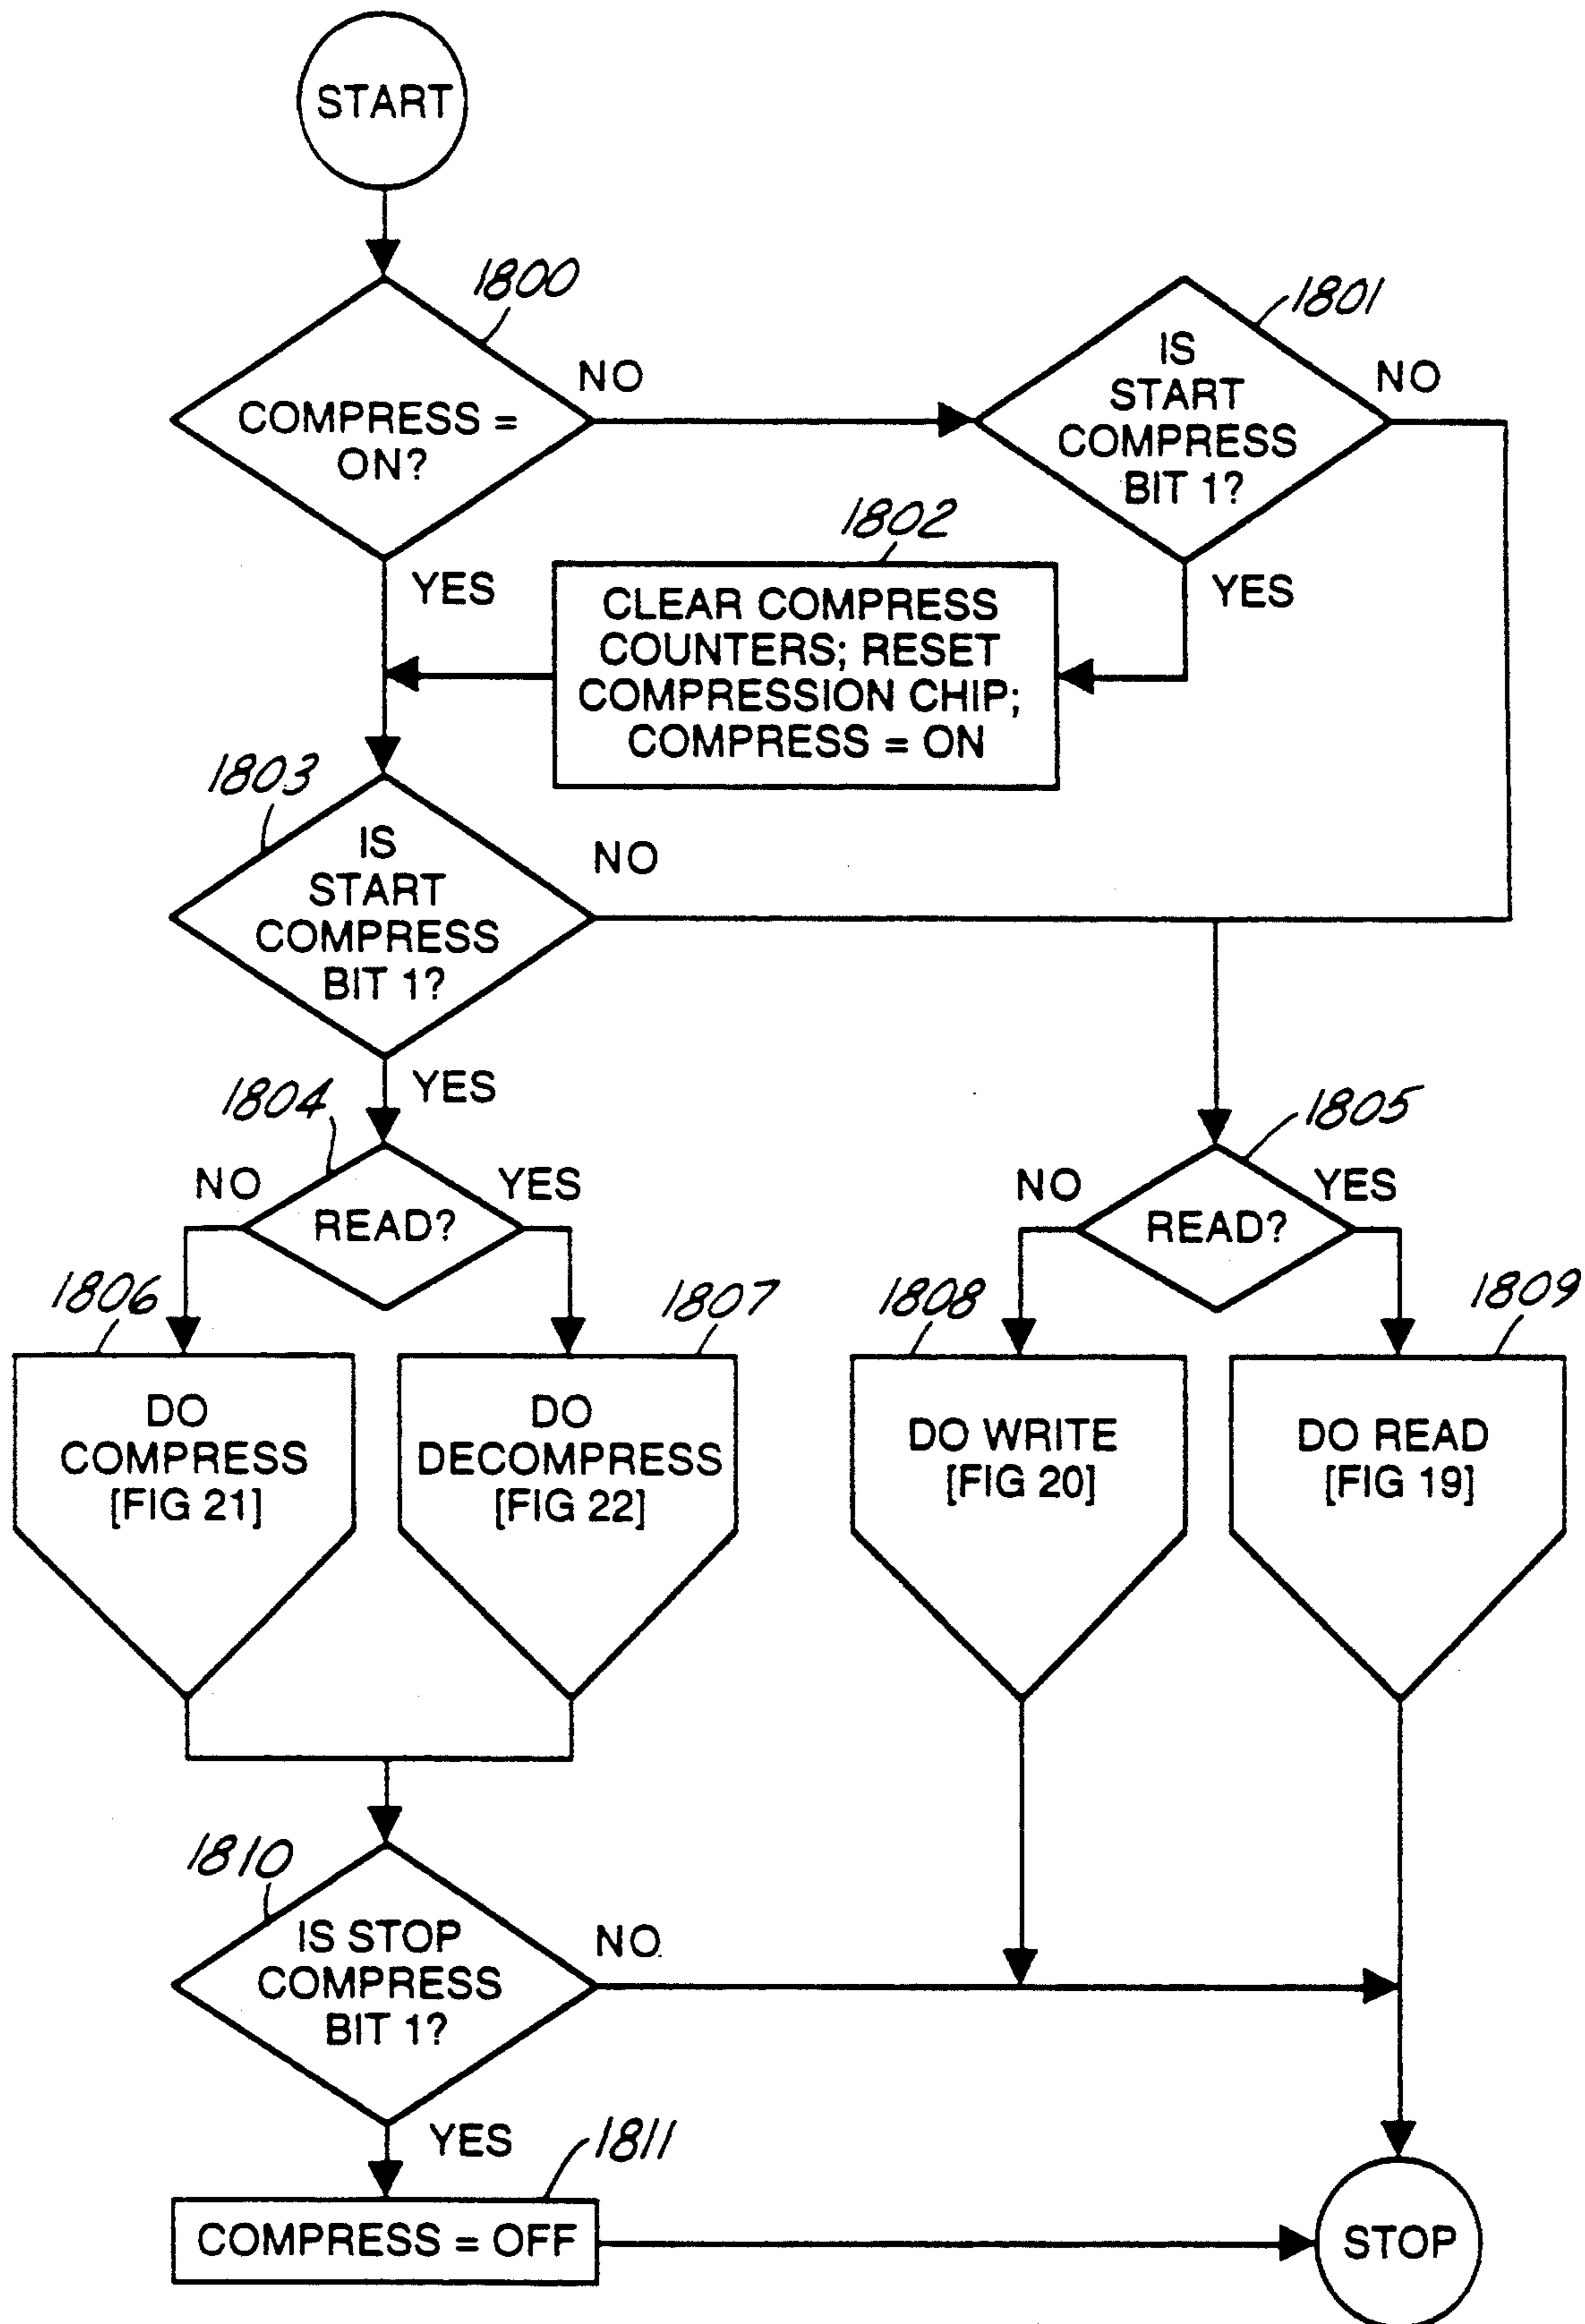 START
1800
1801
COMPRESS =
ON?
NO
IS
START
COMPRESS
BIT 1?
NO
YES
1802
CLEAR COMPRESS
COUNTERS; RESET
COMPRESSION CHIP;
COMPRESS = ON
YES
1803
IS
START
COMPRESS
BIT 1?
NO
YES
1804
NO
READ?
YES
1805
NO
READ?
YES
1806
DO
COMPRESS
[FIG 21]
1807
DO
DECOMPRESS
[FIG 22]
1808
DO WRITE
[FIG 20]
1809
DO READ
[FIG 19]
1810
IS STOP
COMPRESS
BIT 1?
NO
YES
1811
COMPRESS = OFF
STOP